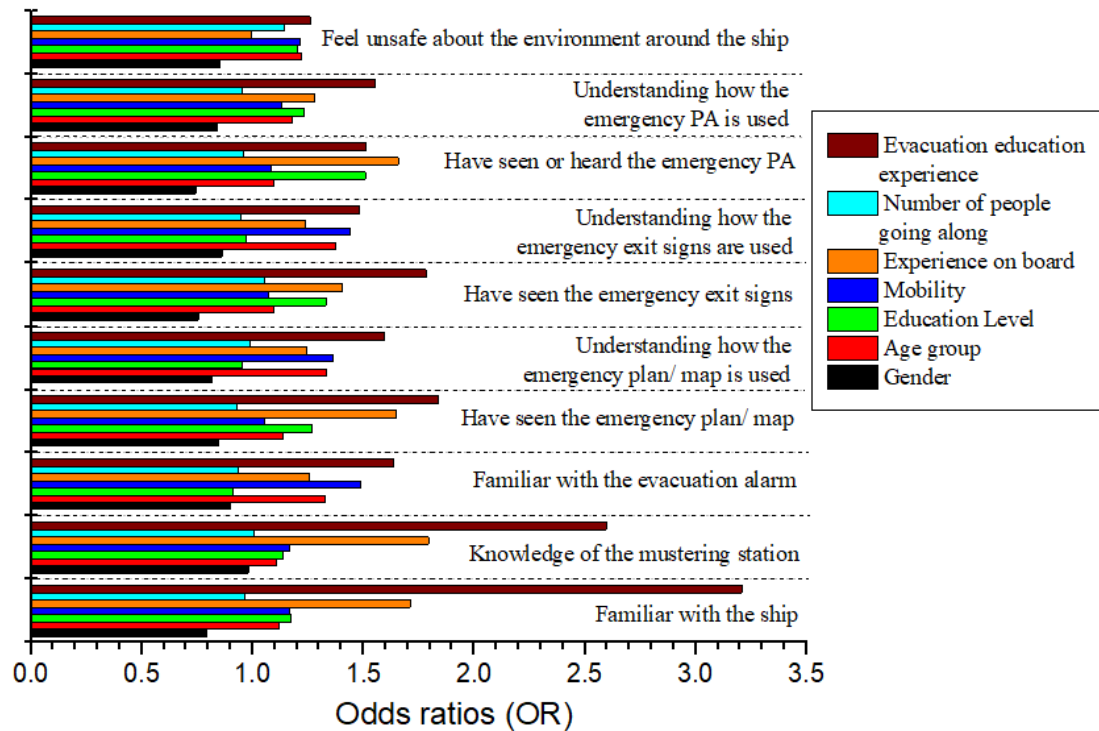 Feel unsafe about the environment around the ship
Understanding how the
emergency PA is used
Have seen or heard the emergency PA
Understanding how the
emergency exit signs are used
Have seen the emergency exit signs
Understanding how the
emergency plan/ map is used
Have seen the emergency plan/ map
Familiar with the evacuation alarm
Knowledge of the mustering station
Familiar with the ship
0.0 0.5 1.0 1.5 2.0 2.5 3.0 3.5
Odds ratios (OR)
Evacuation education
experience
Number of people
going along
Experience on board
Mobility
Education Level
Age group
Gender